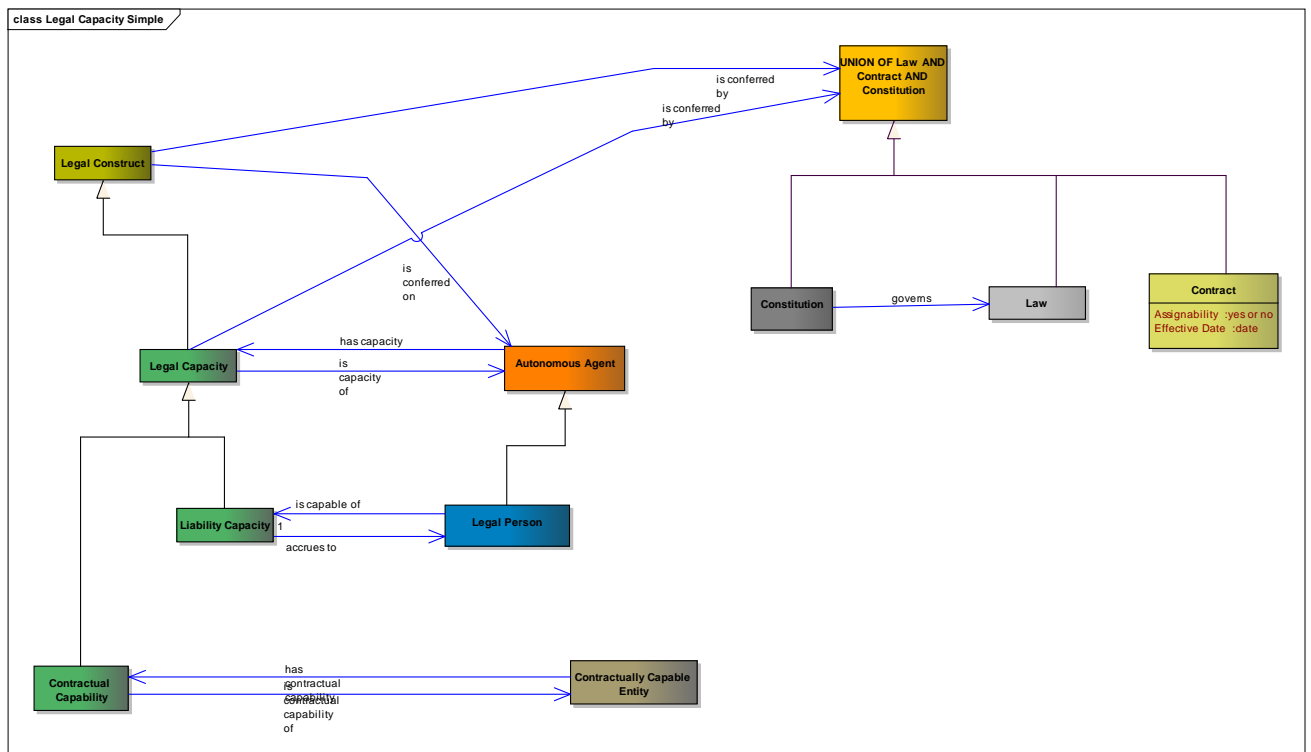 class Legal Capacity Simple
UNION OF Law AND
Contract AND
Constitution
is conferred
by
is conferred
by
Legal Construct
is
conferred
on
Constitution
governs
Law
Contract
Assignability :yes or no
Effective Date :date
has capacity
Legal Capacity
is
capacity
of
Autonomous Agent
is capable of
Liability Capacity
1
Legal Person
accrues to
has
contractual
capability
is
contractual
capability
of
Contractual
Capability
Contractually Capable
Entity